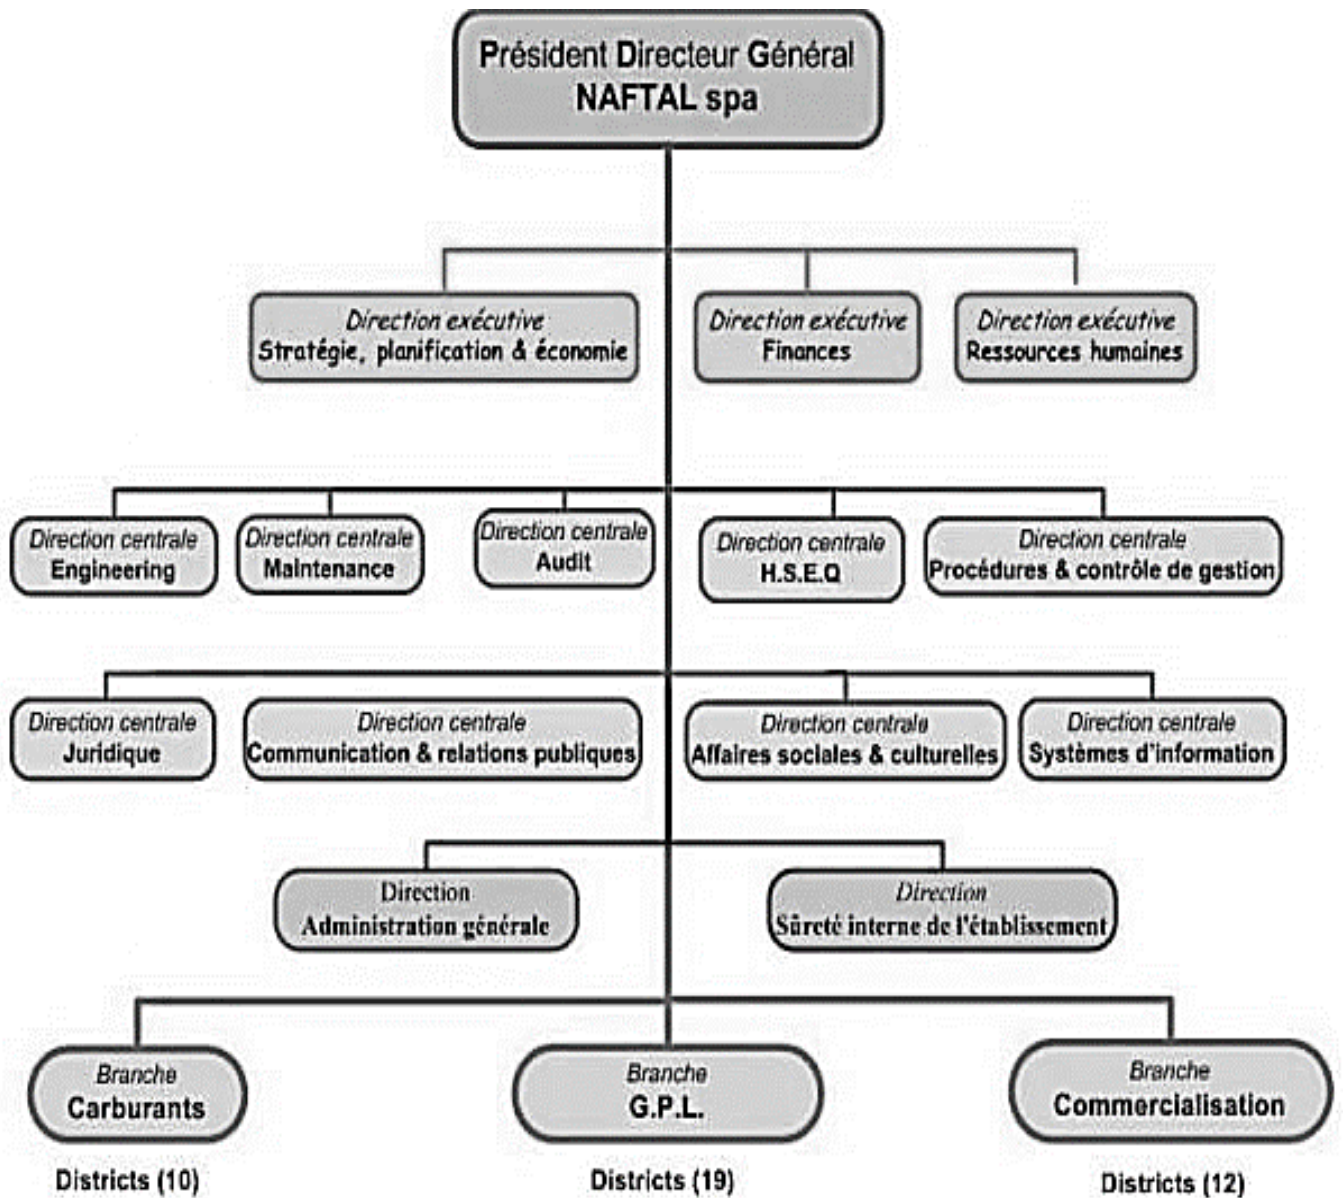 Président Directeur Général
NAFTAL spa
Direction exécutive
Stratégie, planification & économie
Direction exécutive
Finances
Direction exécutive
Ressources humaines
Direction centrale
Engineering
Direction centrale
Maintenance
Direction centrale
Audit
Direction centrale
H.S.E.Q
Direction centrale
Procédures & contrôle de gestion
Direction centrale
Juridique
Direction centrale
Communication & relations publiques
Direction centrale
Affaires sociales & culturelles
Direction centrale
Systèmes d'information
Direction
Administration générale
Direction
Sûreté interne de l'établissement
Branche
Carburants
Branche
G.P.L.
Branche
Commercialisation
Districts (10)
Districts (19)
Districts (12)